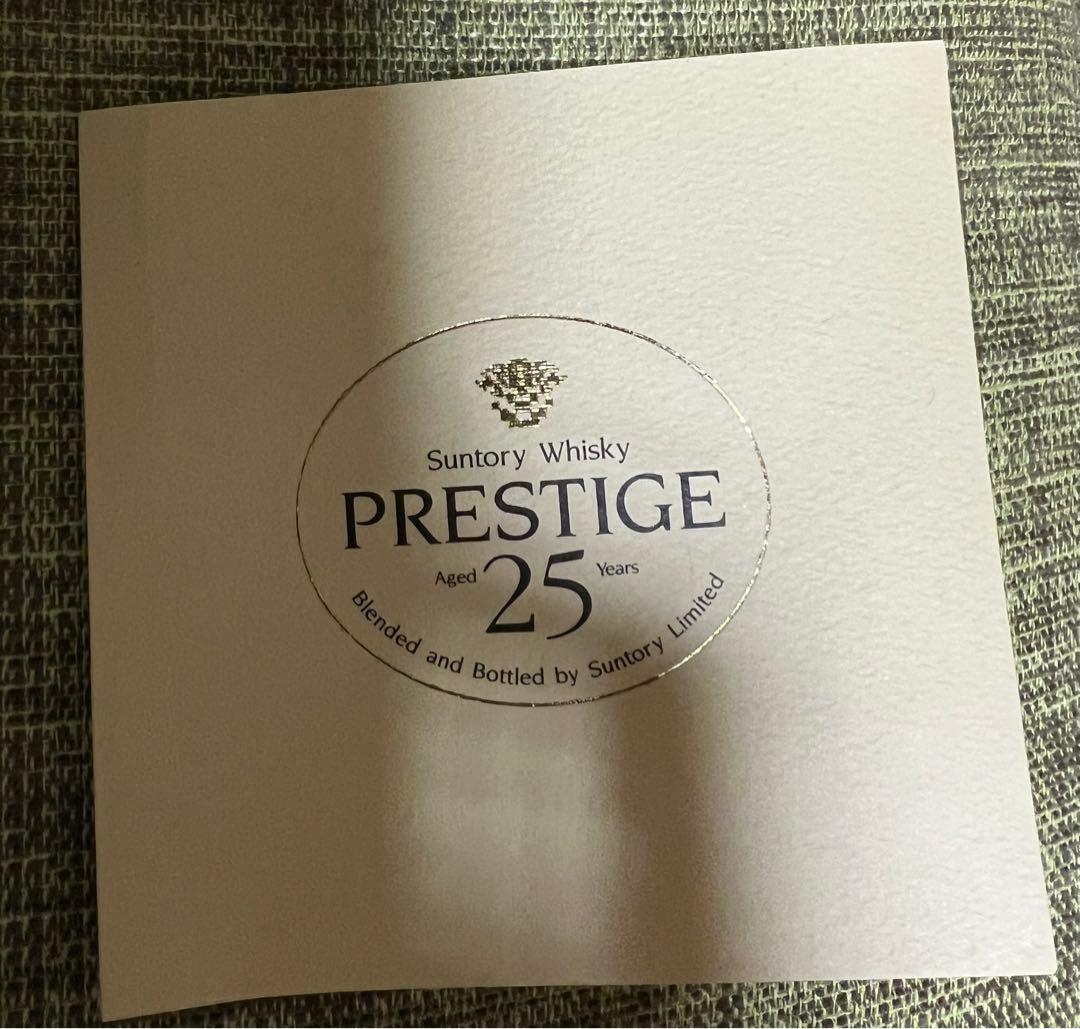 Suntory Whisky
PRESTIGE
Aged 25 Years
Blended and Bottled by Suntory Limited